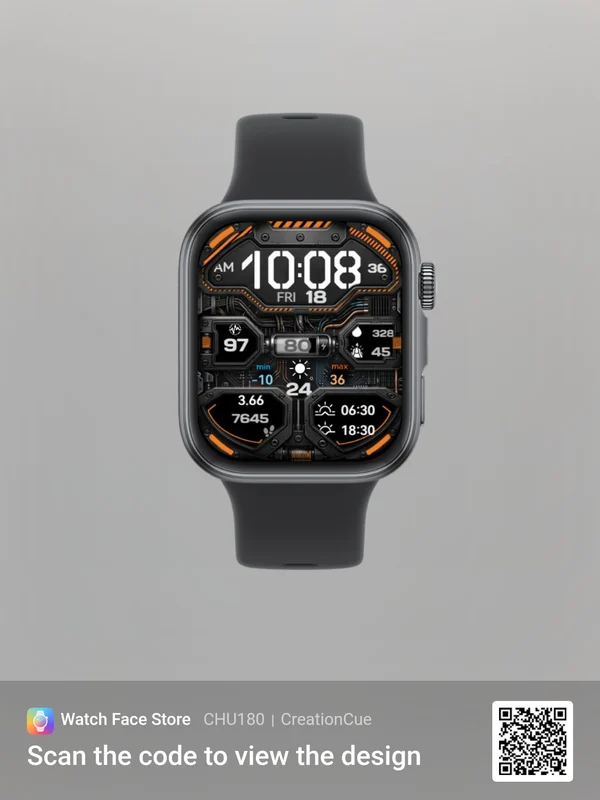 AM 10:08 36
FRI 18
97
80
328
45
min
-10
max
36
24
3.66
7645
06:30
18:30
Watch Face Store CHU180 | CreationCue
Scan the code to view the design